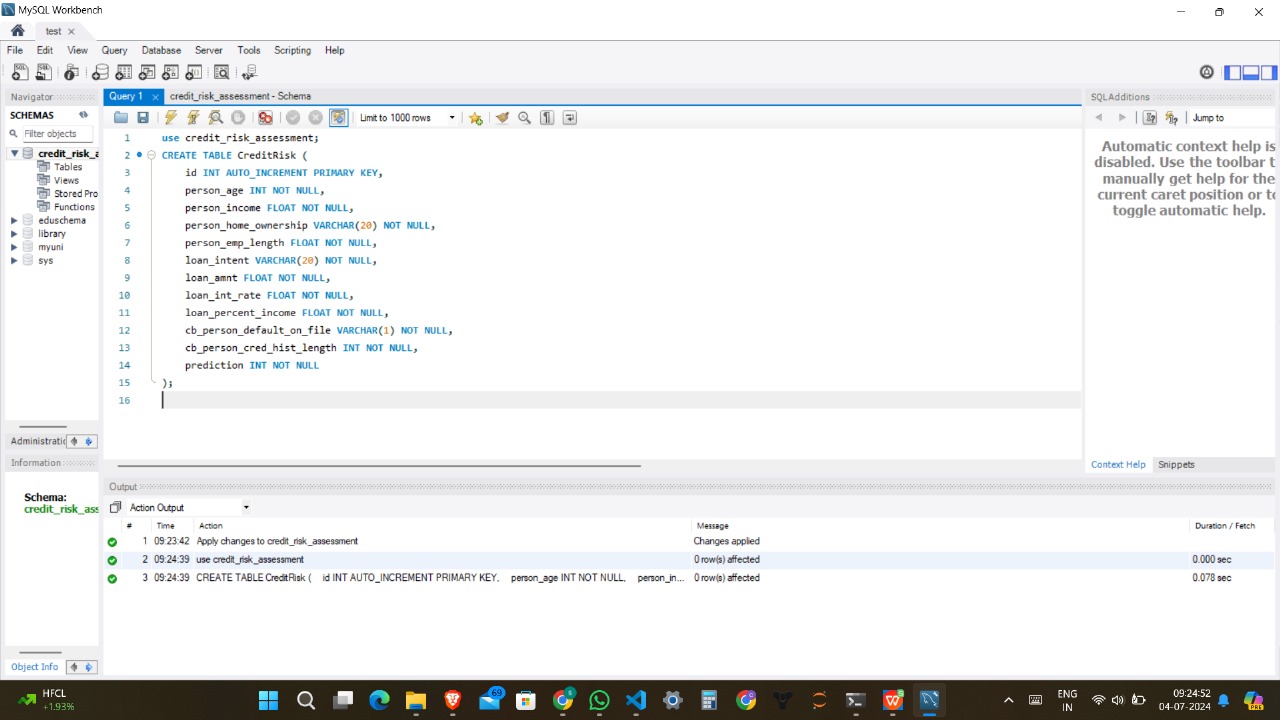 MySQL Workbench
test
File Edit View Query Database Server Tools Scripting Help
Navigator
SCHEMAS
Filter objects
credit_risk_a
Tables
Views
Stored Pro
Functions
eduschema
library
myuni
sys
Administratio
Information
Schema:
credit_risk_ass
Object Info
Query 1 credit_risk_assessment - Schema
Limit to 1000 rows
1 use credit_risk_assessment;
2 CREATE TABLE CreditRisk (
3 id INT AUTO_INCREMENT PRIMARY KEY,
4 person_age INT NOT NULL,
5 person_income FLOAT NOT NULL,
6 person_home_ownership VARCHAR(20) NOT NULL,
7 person_emp_length FLOAT NOT NULL,
8 loan_intent VARCHAR(20) NOT NULL,
9 loan_amnt FLOAT NOT NULL,
10 loan_int_rate FLOAT NOT NULL,
11 loan_percent_income FLOAT NOT NULL,
12 cb_person_default_on_file VARCHAR(1) NOT NULL,
13 cb_person_cred_hist_length INT NOT NULL,
14 prediction INT NOT NULL
15 );
16
SQLAdditions
Jump to
Automatic context help is
disabled. Use the toolbar t
manually get help for the
current caret position or to
toggle automatic help.
Context Help Snippets
Output
Action Output
# Time Action Message Duration / Fetch
1 09:23:42 Apply changes to credit_risk_assessment Changes applied
2 09:24:39 use credit_risk_assessment 0 row(s) affected 0.000 sec
3 09:24:39 CREATE TABLE CreditRisk ( id INT AUTO_INCREMENT PRIMARY KEY, person_age INT NOT NULL, person_in... 0 row(s) affected 0.078 sec
HFCL
+1.93%
69
ENG
IN
09:24:52
04-07-2024